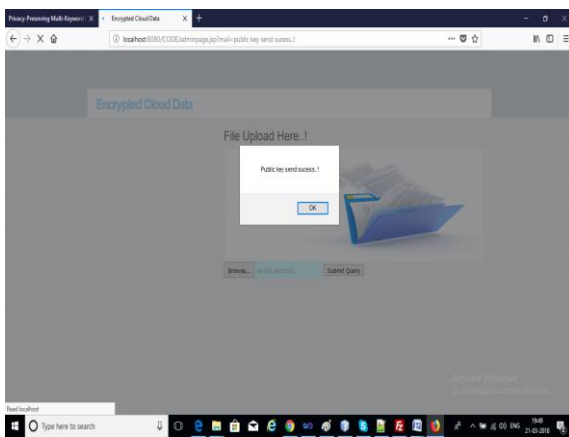 Privacy-Preserving Multi-Keyword
Encrypted Cloud Data
localhost:8080/CODE/adminpage.jsp?mail=public key send sucess..!
Encrypted Cloud Data
File Upload Here..!
Public key send sucess..!
OK
Browse...
No file selected.
Submit Query
Activate Windows
Read localhost
Type here to search
ENG
19:49
21-03-2018